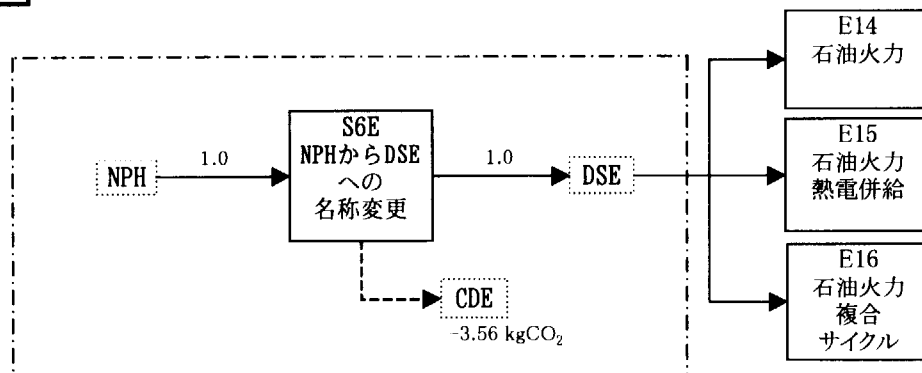 NPH
1.0
S6E
NPHからDSE
への
名称変更
1.0
DSE
CDE
-3.56 kgCO₂
E14
石油火力
E15
石油火力
熱電併給
E16
石油火力
複合
サイクル